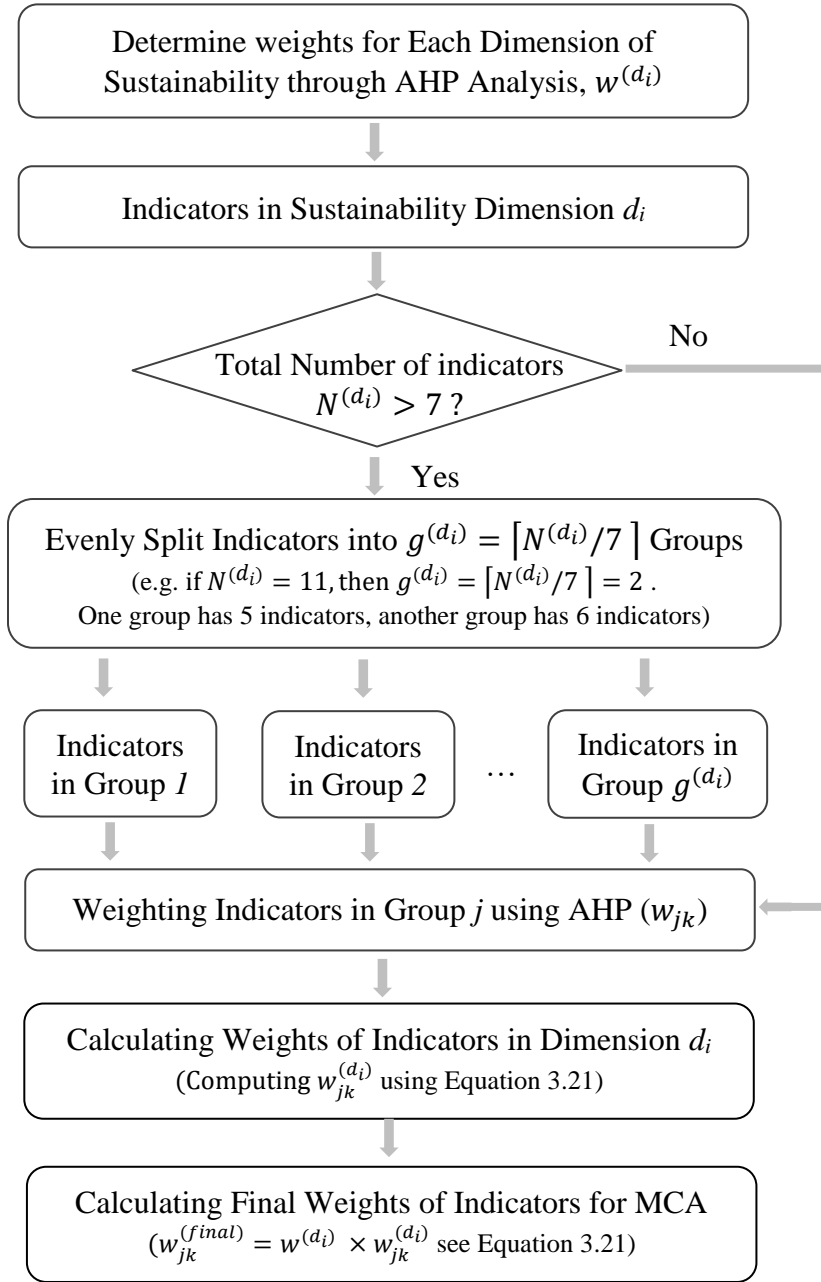 Determine weights for Each Dimension of
Sustainability through AHP Analysis, w^(d_i)
Indicators in Sustainability Dimension d_i
No
Total Number of indicators
N^(d_i) > 7 ?
Yes
Evenly Split Indicators into g^(d_i) = ⌈N^(d_i)/7 ⌉ Groups
(e.g. if N^(d_i) = 11, then g^(d_i) = ⌈N^(d_i)/7 ⌉ = 2 .
One group has 5 indicators, another group has 6 indicators)
Indicators
in Group 1
Indicators
in Group 2
…
Indicators in
Group g^(d_i)
Weighting Indicators in Group j using AHP (w_jk)
Calculating Weights of Indicators in Dimension d_i
(Computing w_jk^(d_i) using Equation 3.21)
Calculating Final Weights of Indicators for MCA
(w_jk^(final) = w^(d_i) × w_jk^(d_i) see Equation 3.21)